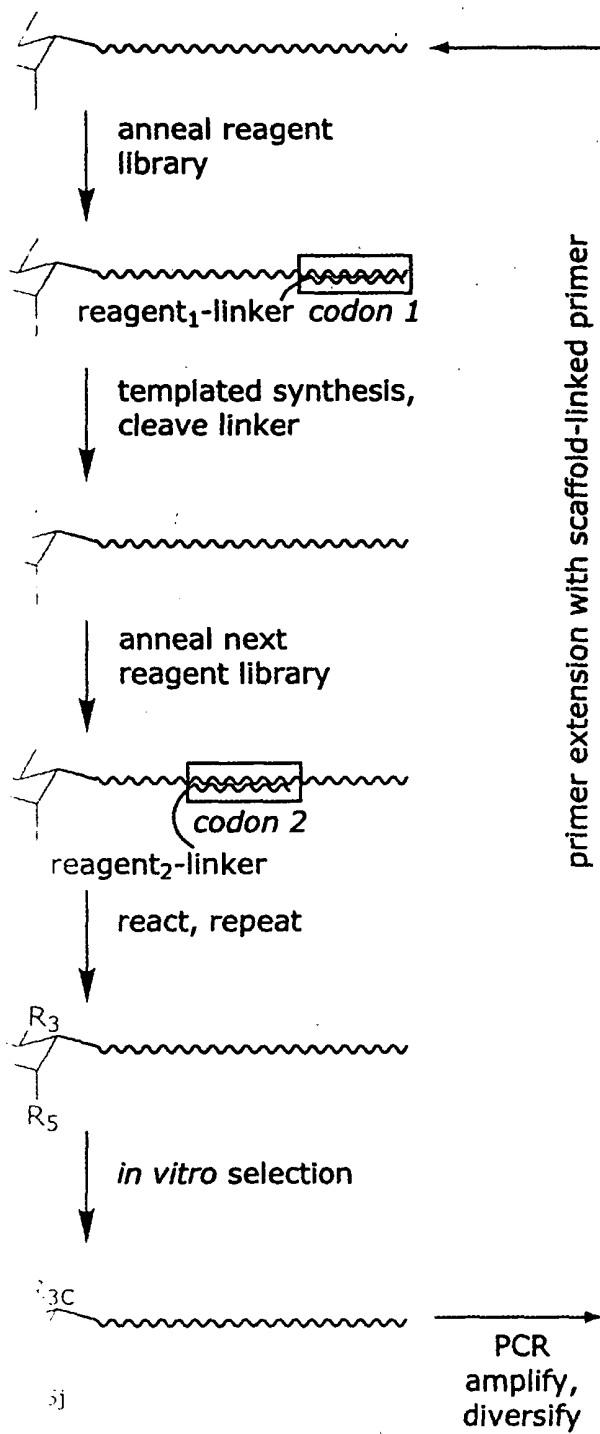 anneal reagent
library
reagent₁-linker codon 1
templated synthesis,
cleave linker
anneal next
reagent library
codon 2
reagent₂-linker
react, repeat
R₃
R₅
in vitro selection
3C
PCR
amplify,
diversify
primer extension with scaffold-linked primer